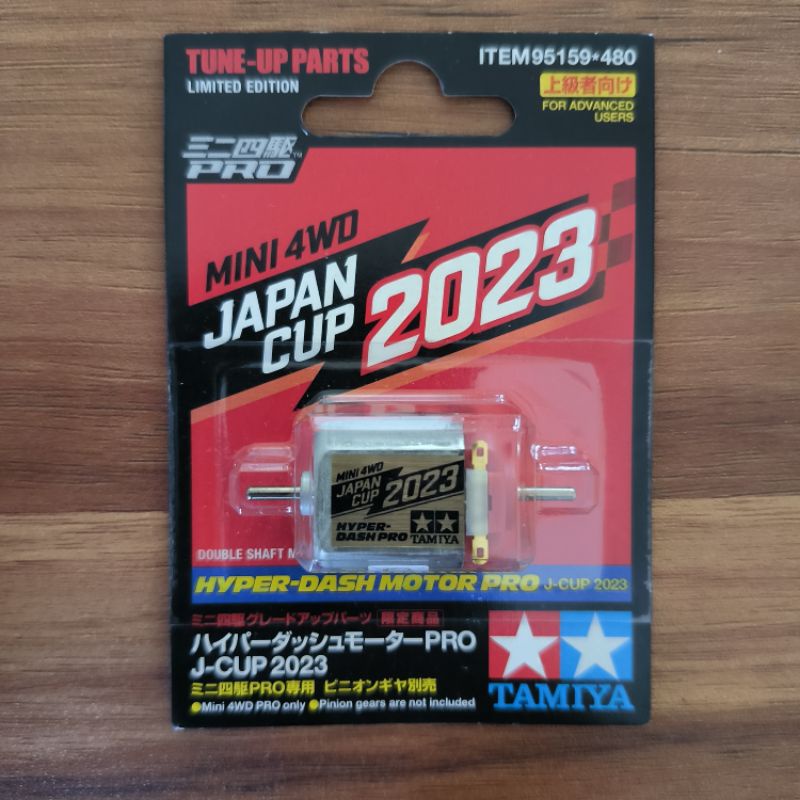 TUNE-UP PARTS
LIMITED EDITION
ITEM95159*480
上級者向け
FOR ADVANCED
USERS
ミニ四駆™
PRO
MINI 4WD
JAPAN
CUP
2023
MINI 4WD
JAPAN
CUP
2023
HYPER-
DASH PRO
TAMIYA
DOUBLE SHAFT M
HYPER-DASH MOTOR PRO J-CUP 2023
ミニ四駆グレードアップパーツ 限定商品
ハイパーダッシュモーターPRO
J-CUP 2023
ミニ四駆PRO専用 ピニオンギヤ別売
●Mini 4WD PRO only ●Pinion gears are not included
TAMIYA